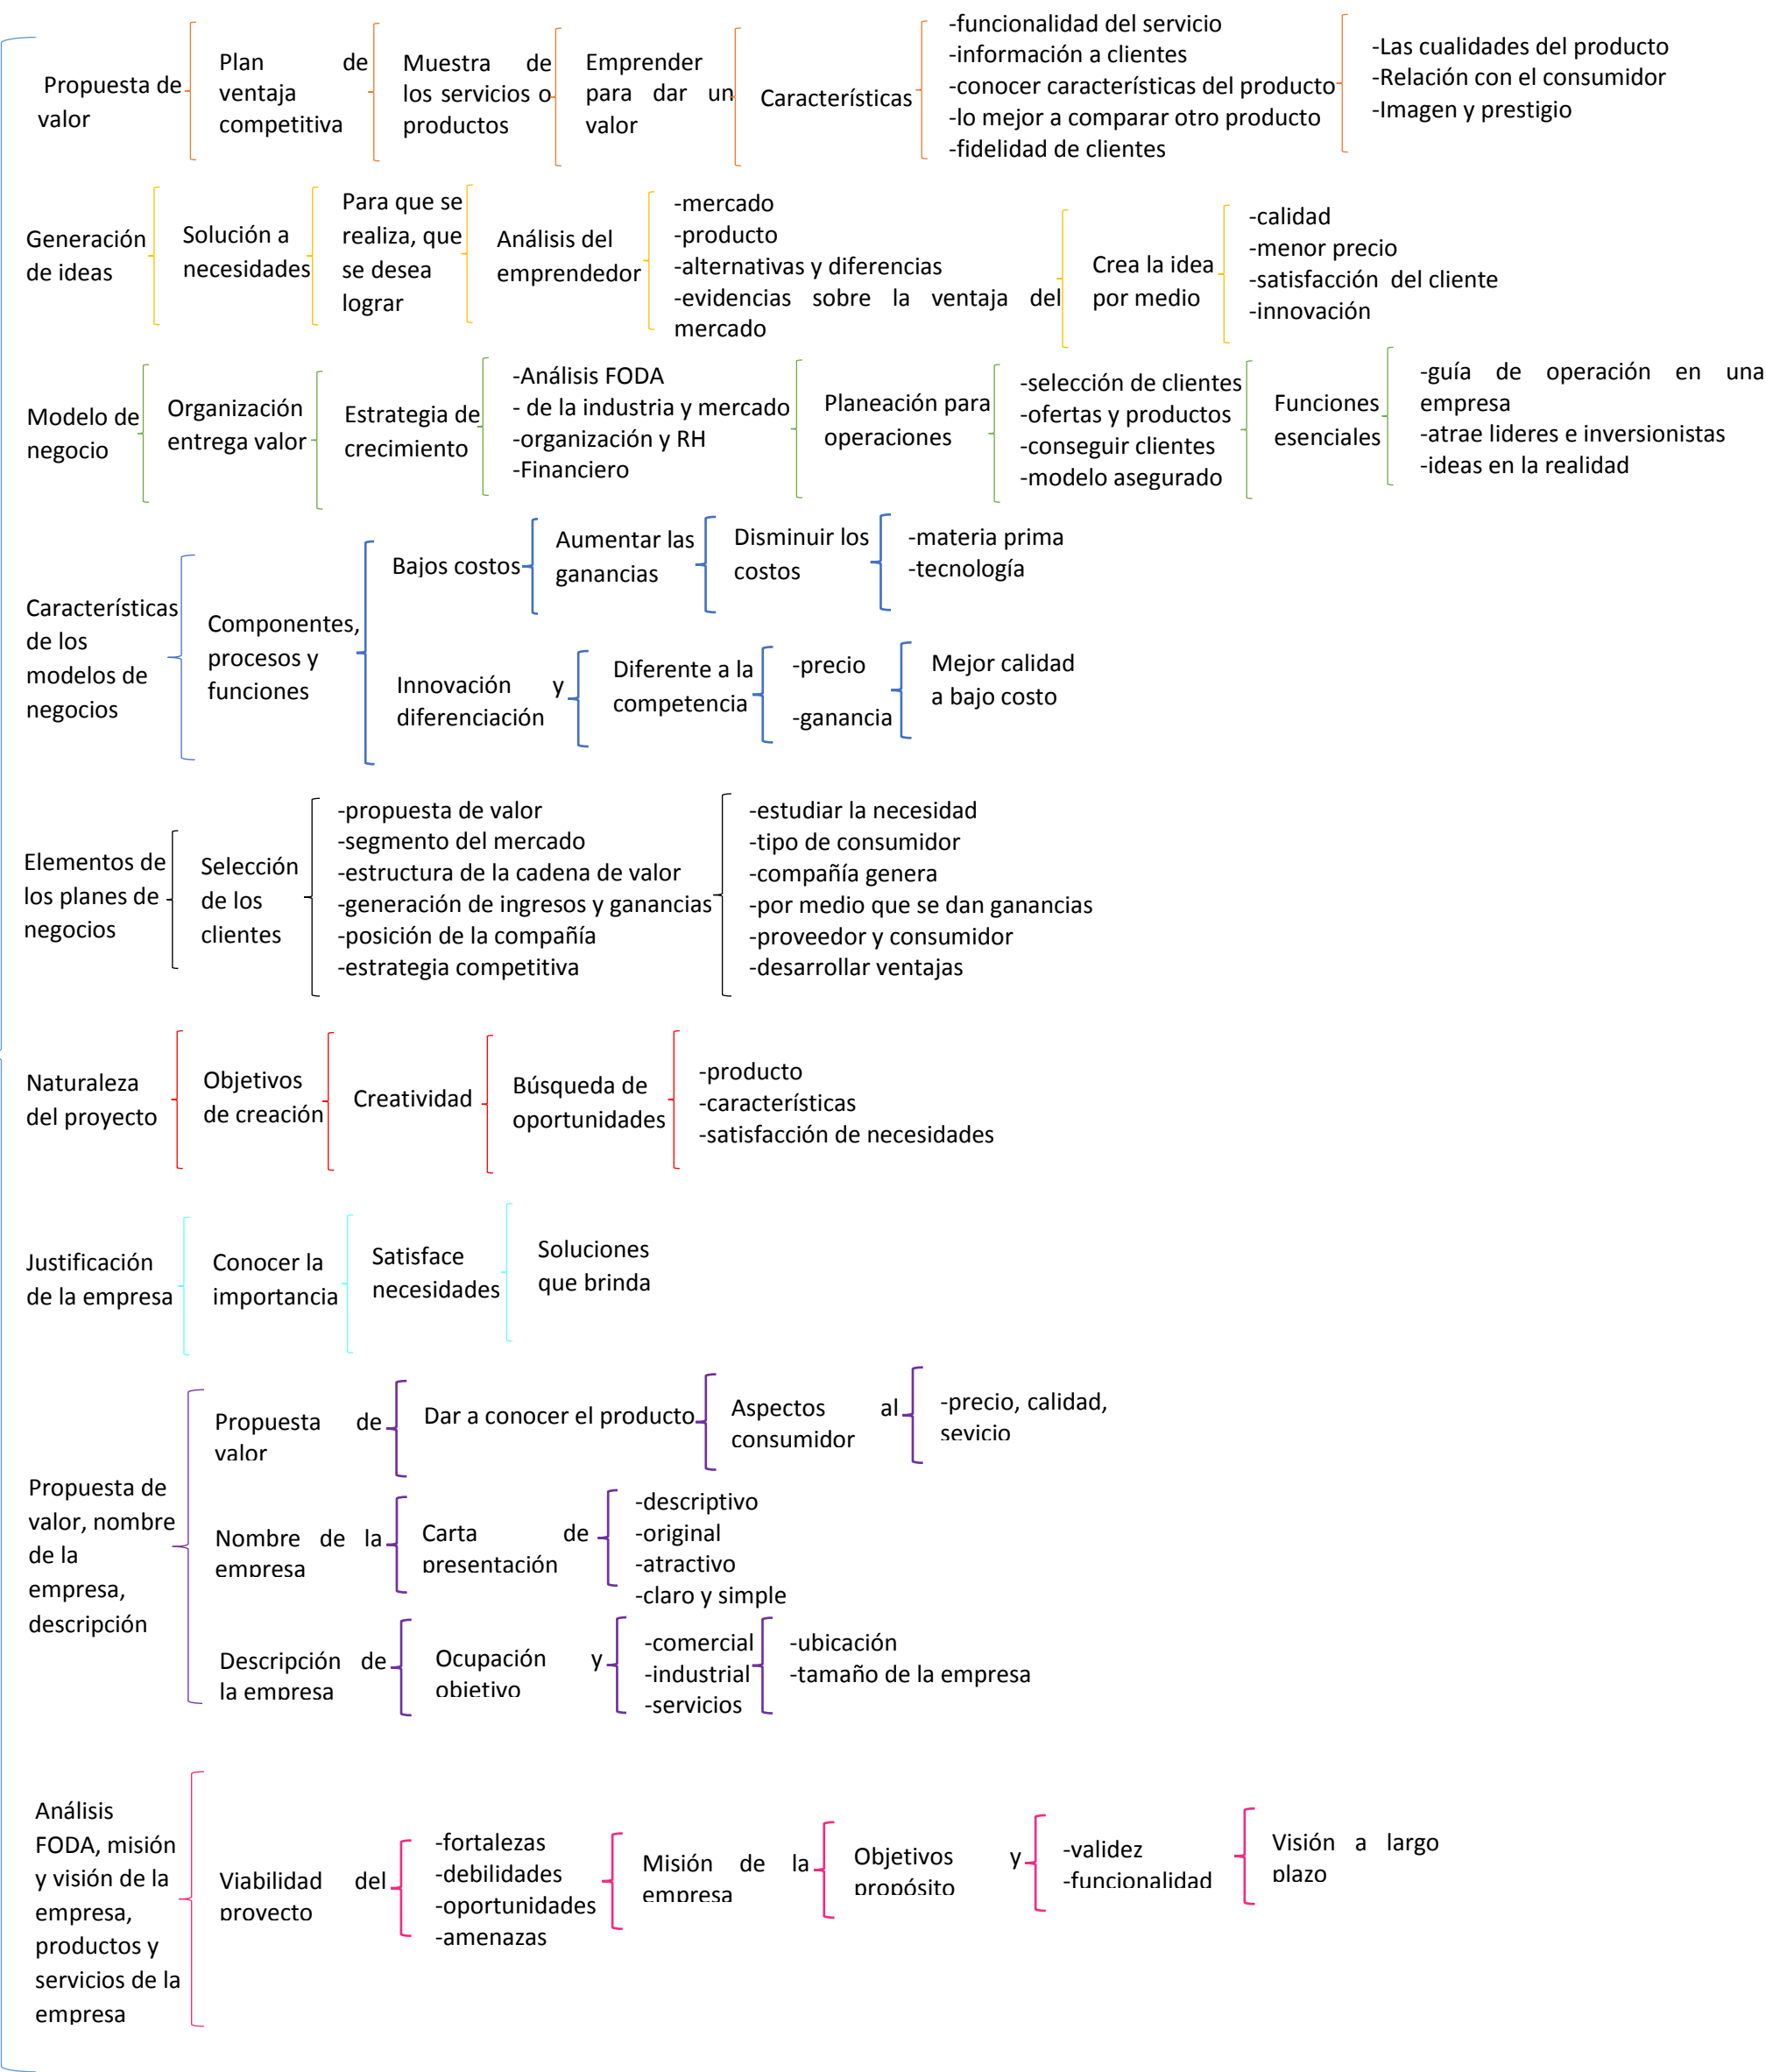 Propuesta de
valor
Plan de
ventaja
competitiva
Muestra de
los servicios o
productos
Emprender
para dar un
valor
Características
-funcionalidad del servicio
-información a clientes
-conocer características del producto
-lo mejor a comparar otro producto
-fidelidad de clientes
-Las cualidades del producto
-Relación con el consumidor
-Imagen y prestigio
Generación
de ideas
Solución a
necesidades
Para que se
realiza, que
se desea
lograr
Análisis del
emprendedor
-mercado
-producto
-alternativas y diferencias
-evidencias sobre la ventaja del
mercado
Crea la idea
por medio
-calidad
-menor precio
-satisfacción del cliente
-innovación
Modelo de
negocio
Organización
entrega valor
Estrategia de
crecimiento
-Análisis FODA
- de la industria y mercado
-organización y RH
-Financiero
Planeación para
operaciones
-selección de clientes
-ofertas y productos
-conseguir clientes
-modelo asegurado
Funciones
esenciales
-guía de operación en una
empresa
-atrae lideres e inversionistas
-ideas en la realidad
Características
de los
modelos de
negocios
Componentes,
procesos y
funciones
Bajos costos
Aumentar las
ganancias
Disminuir los
costos
-materia prima
-tecnología
Innovación y
diferenciación
Diferente a la
competencia
-precio
-ganancia
Mejor calidad
a bajo costo
Elementos de
los planes de
negocios
Selección
de los
clientes
-propuesta de valor
-segmento del mercado
-estructura de la cadena de valor
-generación de ingresos y ganancias
-posición de la compañía
-estrategia competitiva
-estudiar la necesidad
-tipo de consumidor
-compañía genera
-por medio que se dan ganancias
-proveedor y consumidor
-desarrollar ventajas
Naturaleza
del proyecto
Objetivos
de creación
Creatividad
Búsqueda de
oportunidades
-producto
-características
-satisfacción de necesidades
Justificación
de la empresa
Conocer la
importancia
Satisface
necesidades
Soluciones
que brinda
Propuesta de
valor, nombre
de la
empresa,
descripción
Propuesta de
valor
Dar a conocer el producto
Aspectos al
consumidor
-precio, calidad,
sevicio
Nombre de la
empresa
Carta de
presentación
-descriptivo
-original
-atractivo
-claro y simple
Descripción de
la empresa
Ocupación y
objetivo
-comercial
-industrial
-servicios
-ubicación
-tamaño de la empresa
Análisis
FODA, misión
y visión de la
empresa,
productos y
servicios de la
empresa
Viabilidad del
proyecto
-fortalezas
-debilidades
-oportunidades
-amenazas
Misión de la
empresa
Objetivos y
propósito
-validez
-funcionalidad
Visión a largo
plazo